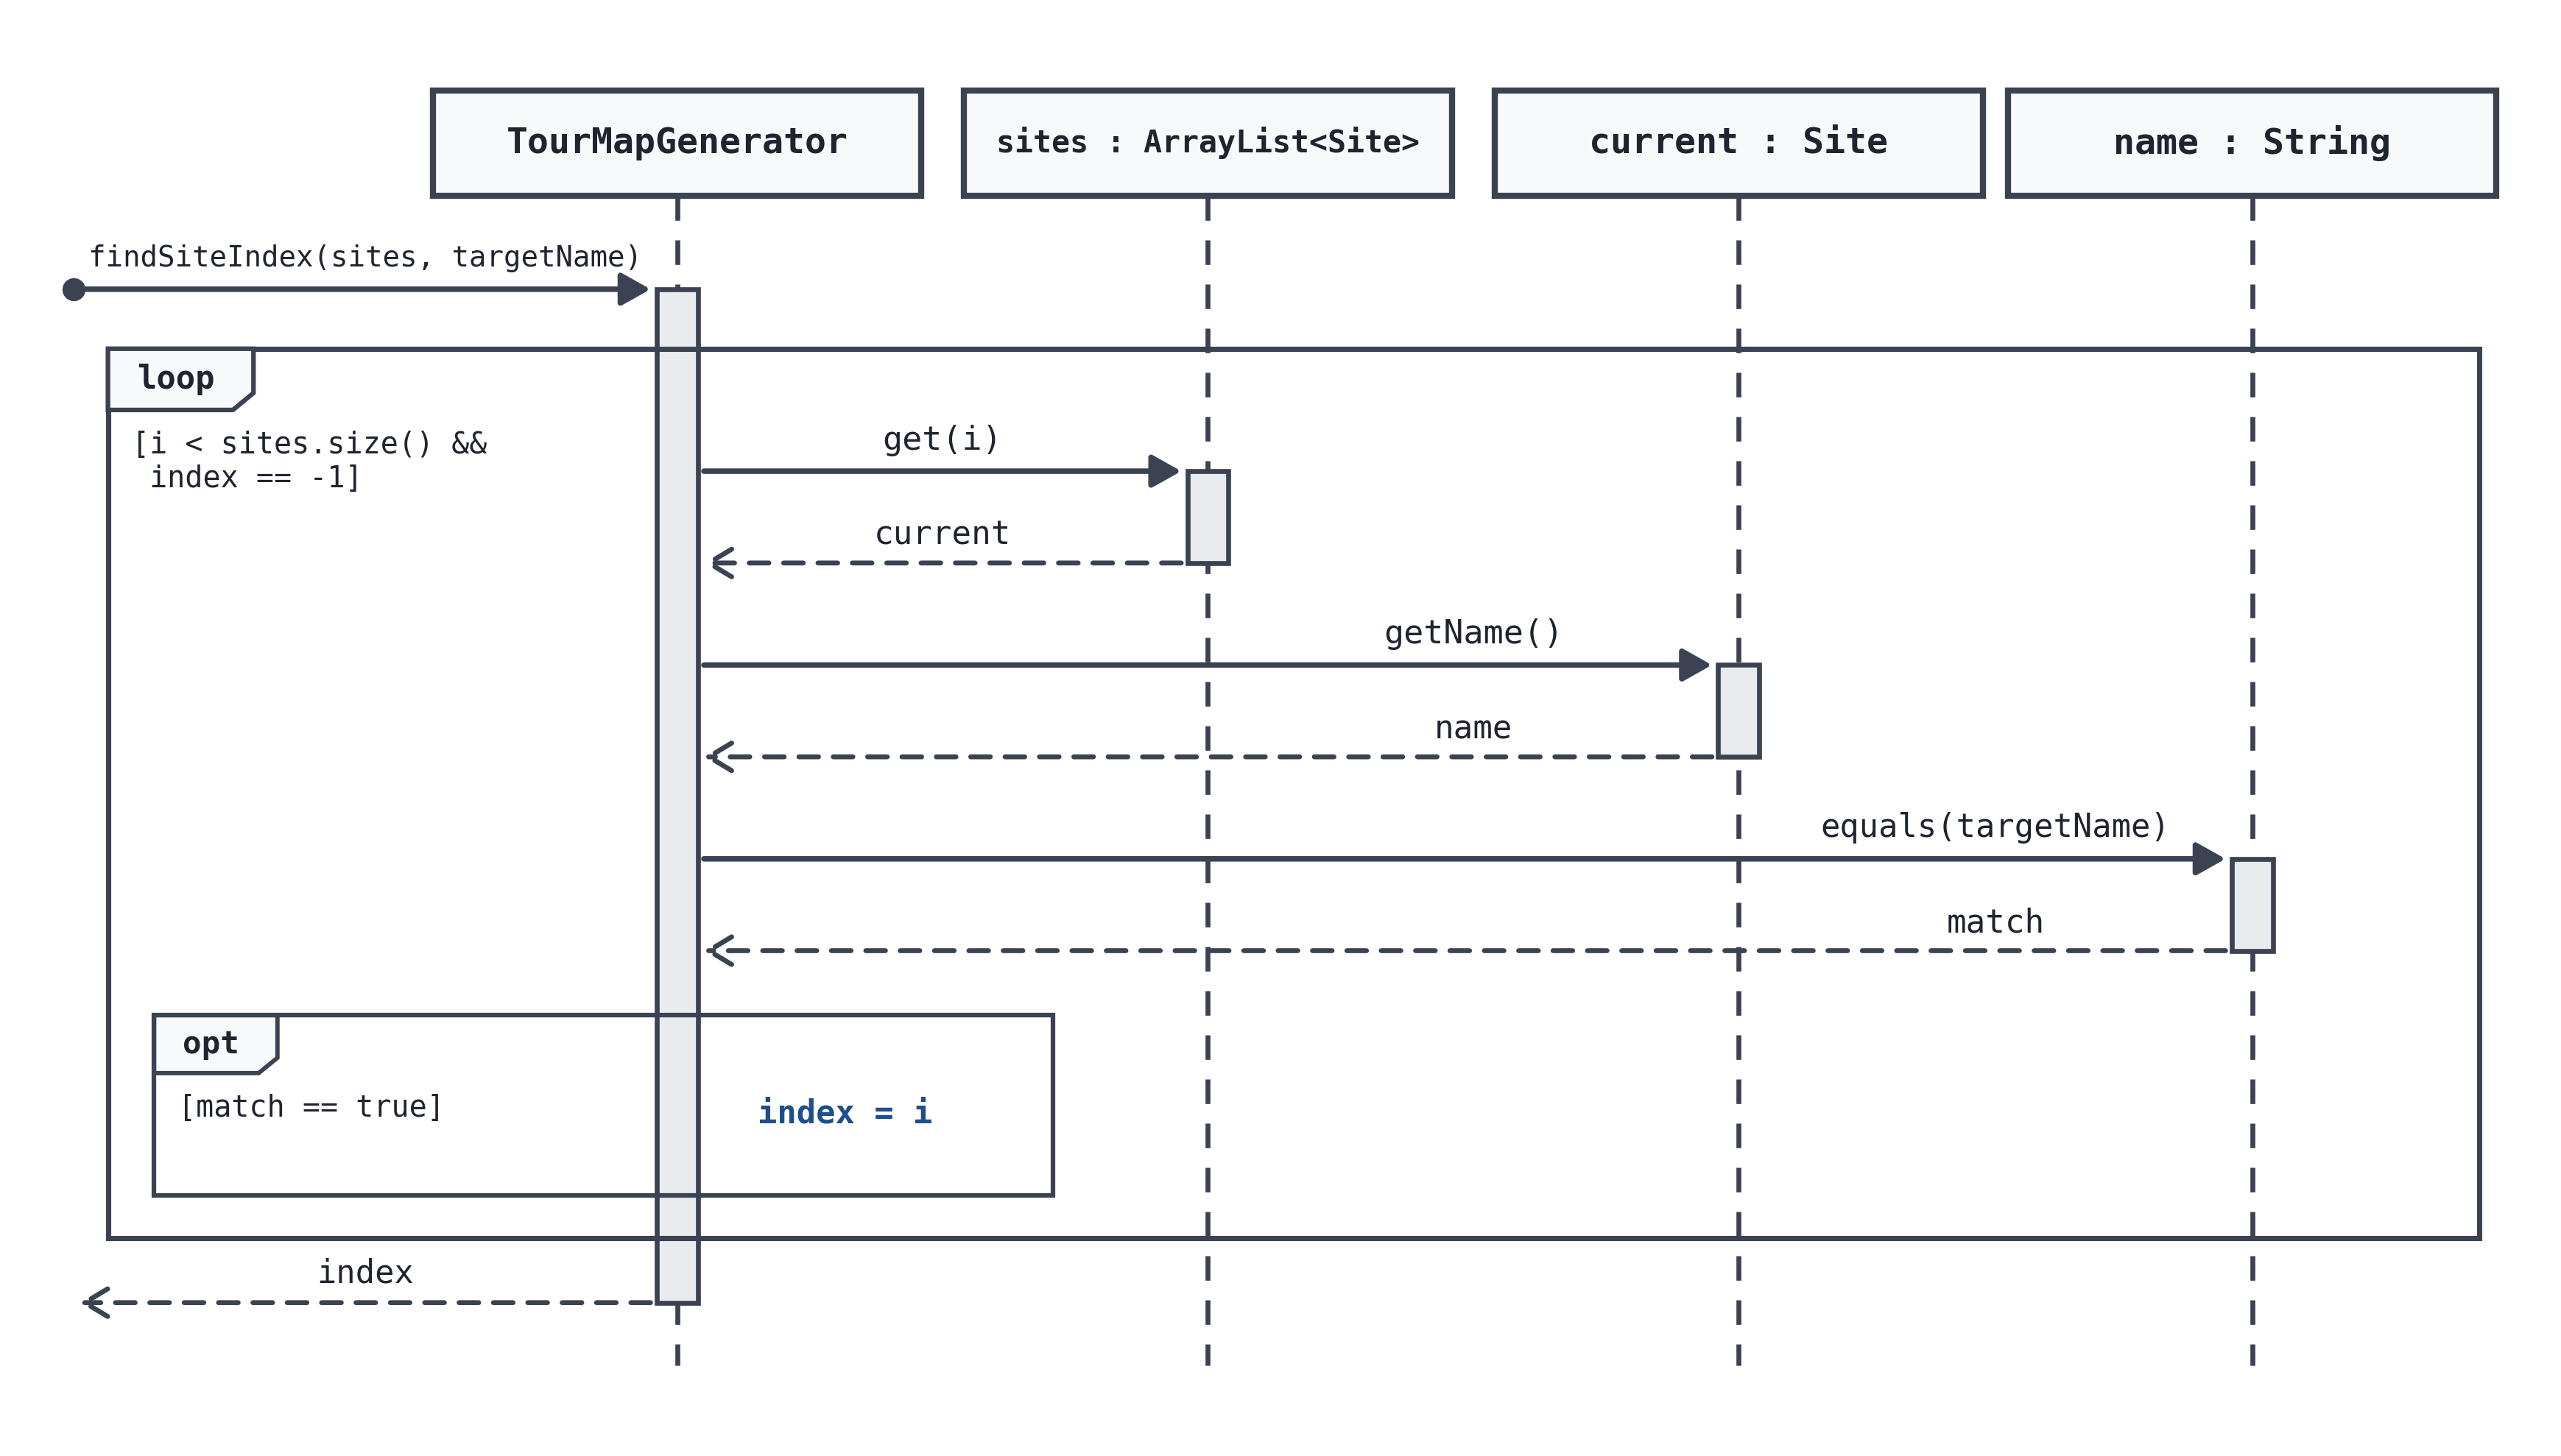 TourMapGenerator
sites : ArrayList<Site>
current : Site
name : String
findSiteIndex(sites, targetName)
loop
[i < sites.size() &&
index == -1]
get(i)
current
getName()
name
equals(targetName)
match
opt
[match == true]
index = i
index